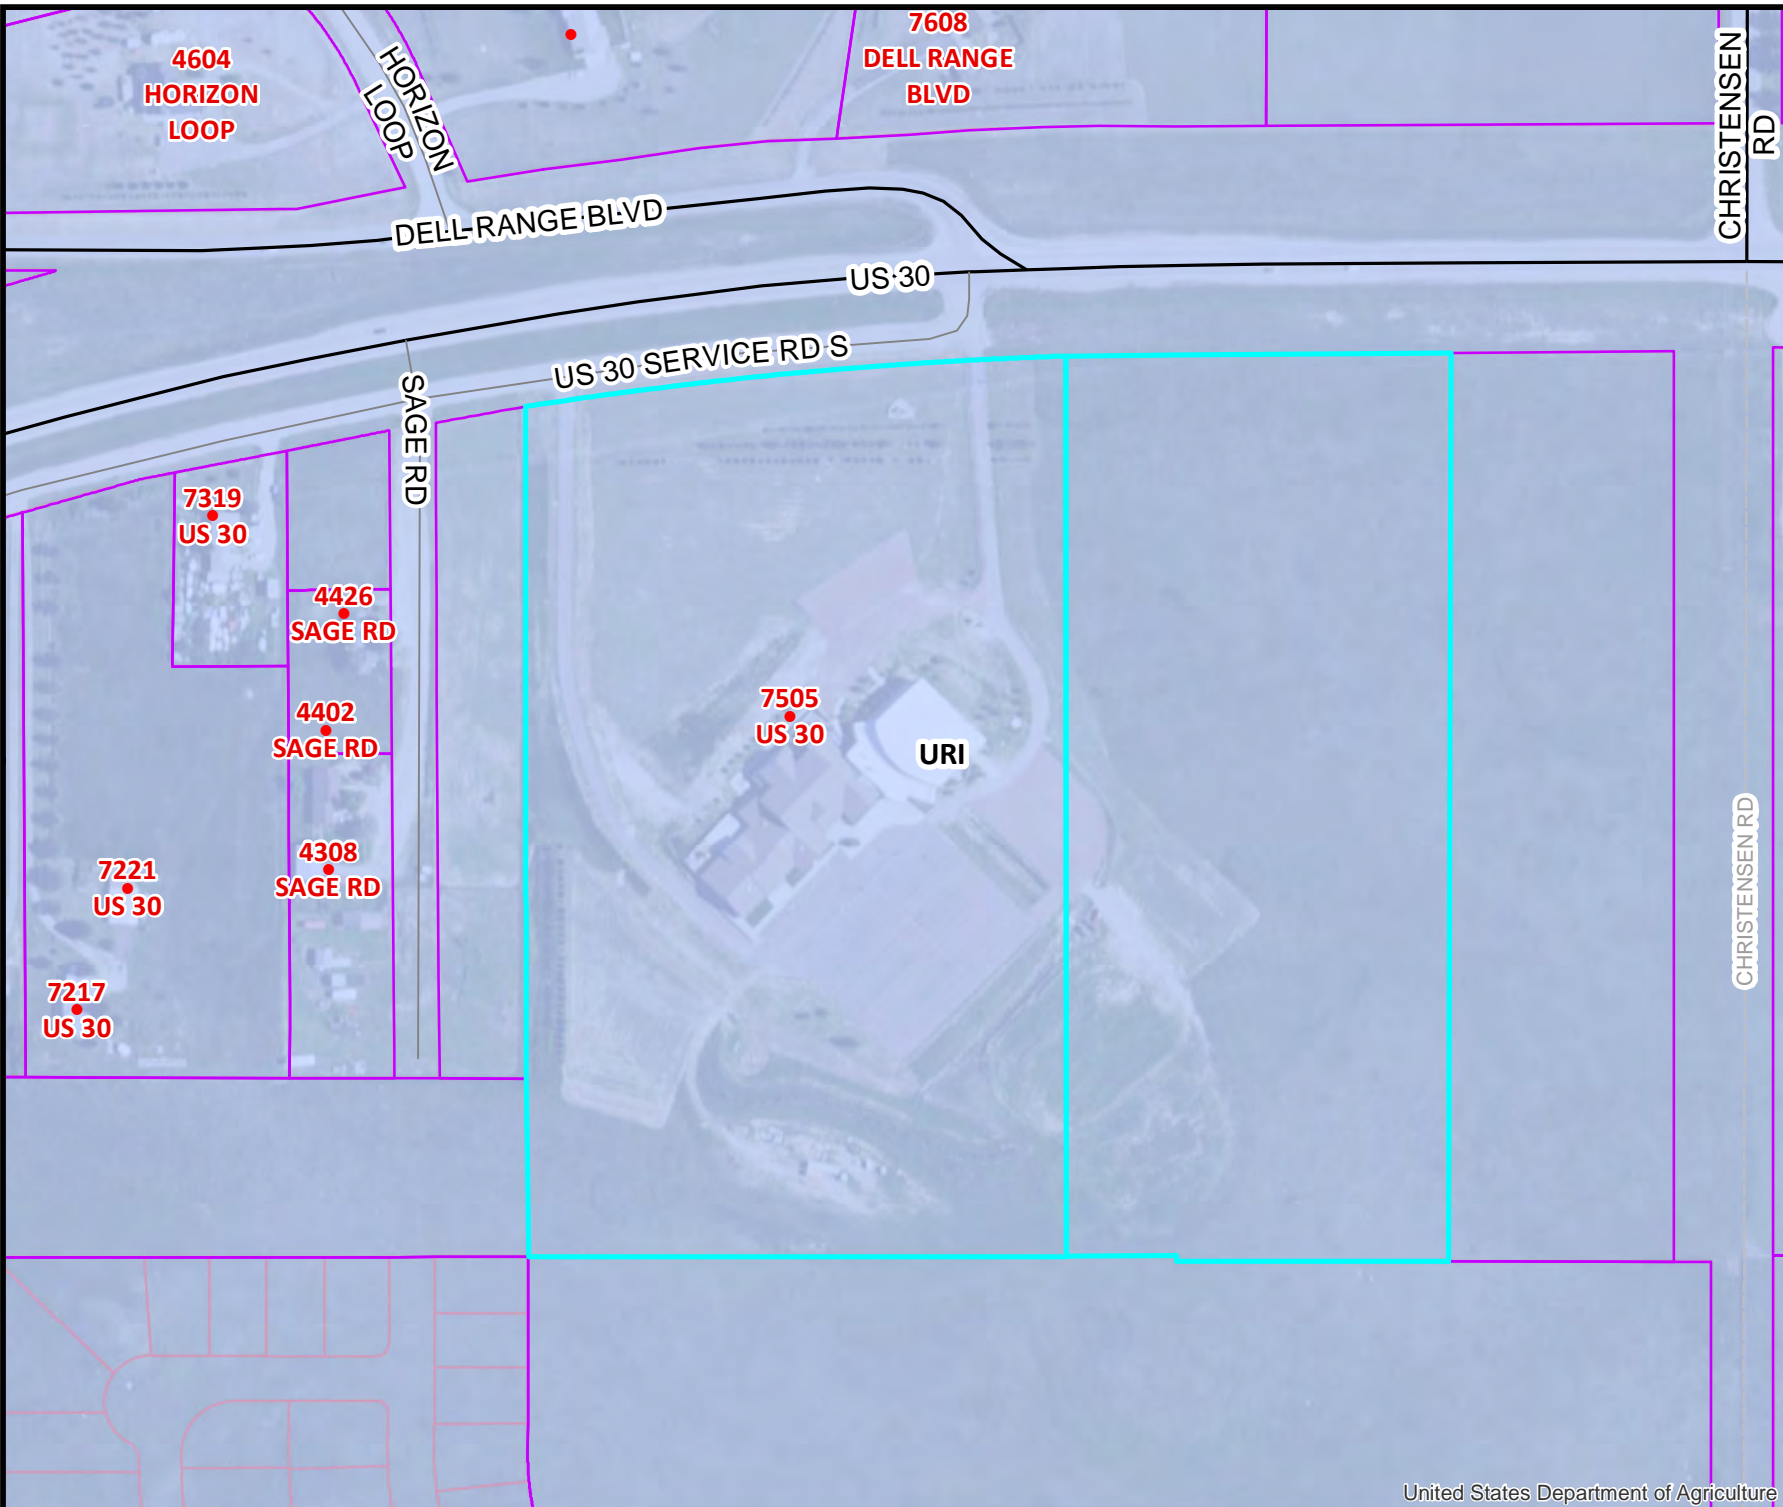 4604
HORIZON
LOOP
HORIZON
LOOP
7608
DELL RANGE
BLVD
CHRISTENSEN
RD
DELL RANGE BLVD
US 30
US 30 SERVICE RD S
SAGE RD
7319
US 30
4426
SAGE RD
4402
SAGE RD
7505
US 30
URI
4308
SAGE RD
7221
US 30
7217
US 30
CHRISTENSEN RD
United States Department of Agriculture